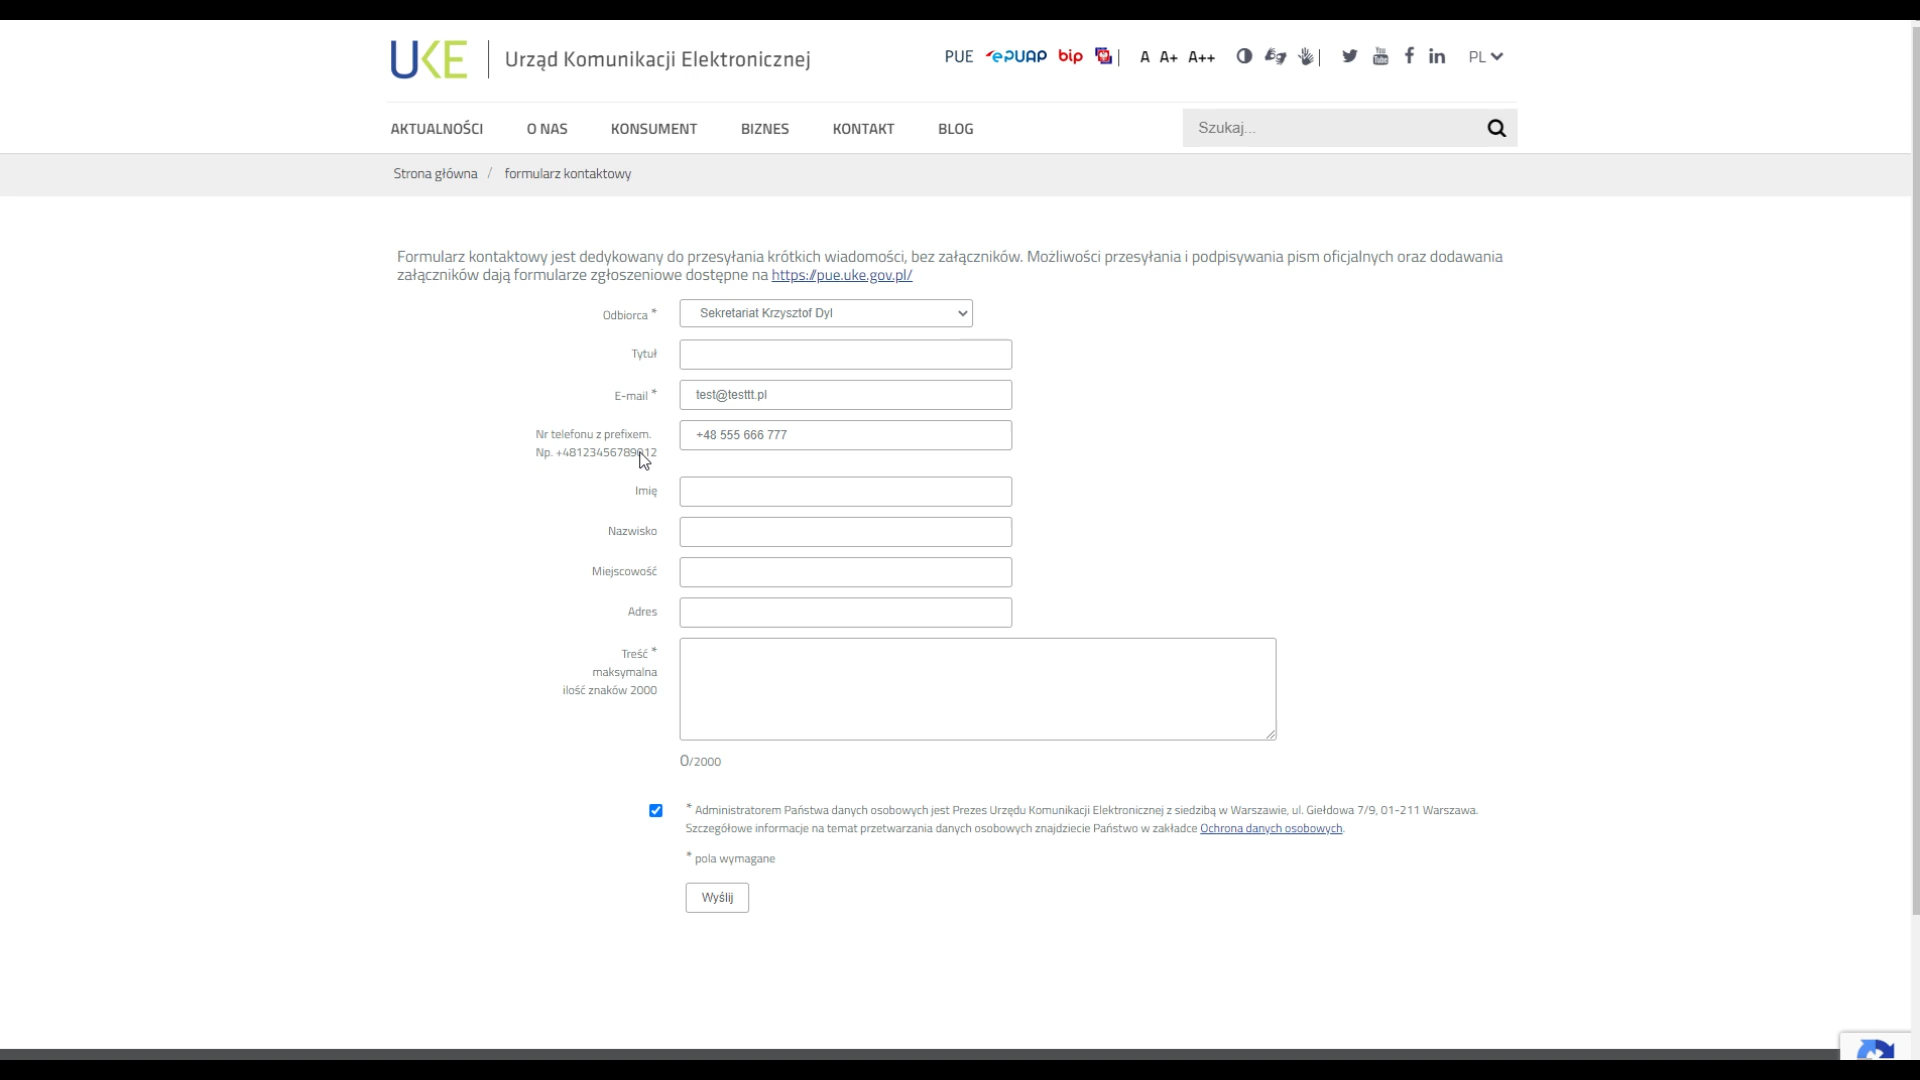 UKE Urząd Komunikacji Elektronicznej PUE epUAP bip A A+ A++ You Tube f in PL
AKTUALNOŚCI O NAS KONSUMENT BIZNES KONTAKT BLOG Szukaj...
Strona główna / formularz kontaktowy
Formularz kontaktowy jest dedykowany do przesyłania krótkich wiadomości, bez załączników. Możliwości przesyłania i podpisywania pism oficjalnych oraz dodawania
załączników dają formularze zgłoszeniowe dostępne na https://pue.uke.gov.pl/
Odbiorca * Sekretariat Krzysztof Dyl
Tytuł
E-mail * test@testtt.pl
Nr telefonu z prefixem. +48 555 666 777
Np. +48123456789012
Imię
Nazwisko
Miejscowość
Adres
Treść *
maksymalna
ilość znaków 2000
0/2000
* Administratorem Państwa danych osobowych jest Prezes Urzędu Komunikacji Elektronicznej z siedzibą w Warszawie, ul. Giełdowa 7/9, 01-211 Warszawa.
Szczegółowe informacje na temat przetwarzania danych osobowych znajdziecie Państwo w zakładce Ochrona danych osobowych.
* pola wymagane
Wyślij